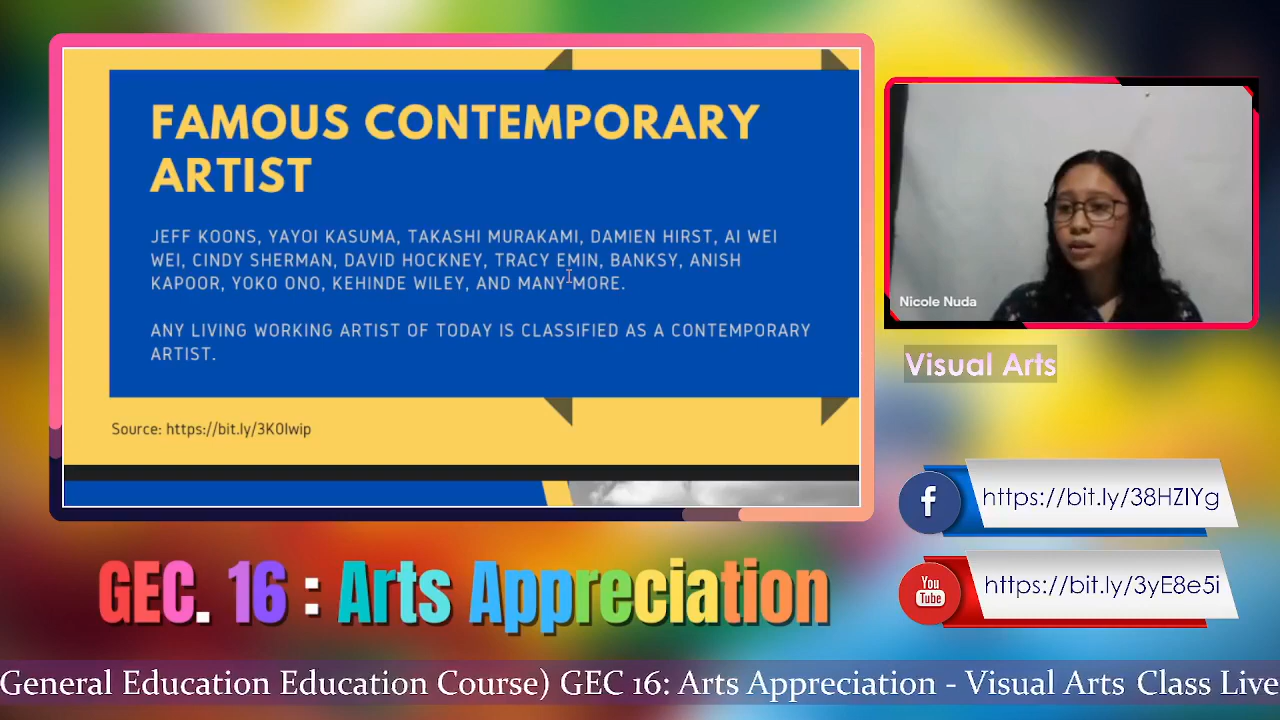 FAMOUS CONTEMPORARY
ARTIST
JEFF KOONS, YAYOI KASUMA, TAKASHI MURAKAMI, DAMIEN HIRST, AI WEI
WEI, CINDY SHERMAN, DAVID HOCKNEY, TRACY EMIN, BANKSY, ANISH
KAPOOR, YOKO ONO, KEHINDE WILEY, AND MANY MORE.
ANY LIVING WORKING ARTIST OF TODAY IS CLASSIFIED AS A CONTEMPORARY
ARTIST.
Source: https://bit.ly/3K0lwip
Nicole Nuda
Visual Arts
f
https://bit.ly/38HZIYg
You
Tube
https://bit.ly/3yE8e5i
GEC. 16 : Arts Appreciation
General Education Education Course) GEC 16: Arts Appreciation - Visual Arts Class Live